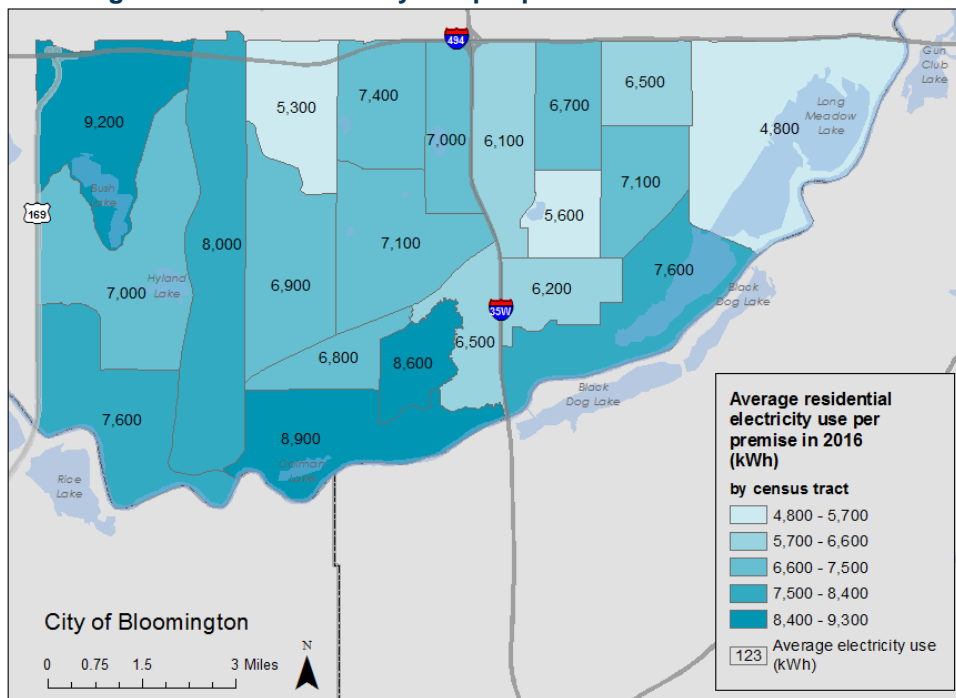 494
Gun
Club
Lake
6,500
7,400
6,700
5,300
Long
Meadow
Lake
9,200
7,000
6,100
4,800
7,100
Bush
Lake
169
5,600
8,000
7,100
7,600
Hyland
Lake
6,900
6,200
Black
Dog Lake
7,000
35W
6,500
6,800
8,600
Black
Dog Lake
7,600
8,900
Rice
Lake
Average residential
electricity use per
premise in 2016
(kWh)
by census tract
4,800 - 5,700
5,700 - 6,600
6,600 - 7,500
7,500 - 8,400
8,400 - 9,300
123 Average electricity use
(kWh)
City of Bloomington
N
0 0.75 1.5 3 Miles